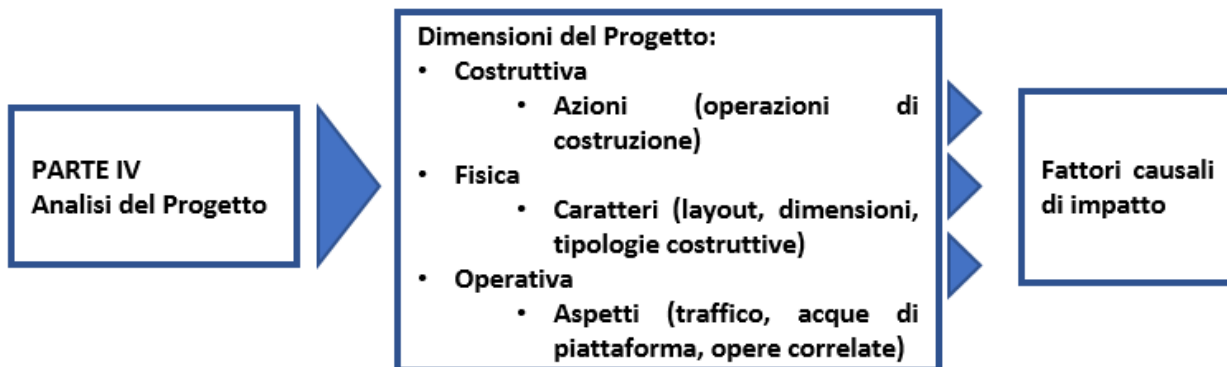 PARTE IV
Analisi del Progetto
Dimensioni del Progetto:
• Costruttiva
• Azioni (operazioni di
costruzione)
• Fisica
• Caratteri (layout, dimensioni,
tipologie costruttive)
• Operativa
• Aspetti (traffico, acque di
piattaforma, opere correlate)
Fattori causali
di impatto